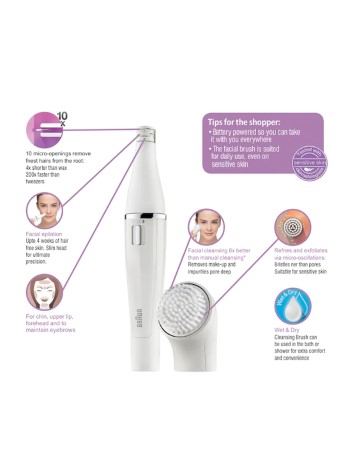 10
x
10 micro-openings remove
finest hairs from the root:
4x shorter than wax
200x faster than
tweezers
Tips for the shopper:
• Battery powered so you can take
it with you everywhere
• The facial brush is suited
for daily use, even on
sensitive skin
sensitive skin
Facial epilation
Upto 4 weeks of hair
free skin. Slim head
for ultimate
precision.
Facial cleansing 6x better
than manual cleansing*
Removes make-up and
impurities pore deep
Refines and exfoliates
via micro-oscillations:
Bristles ner than pores
Suitable for sensitive skin
For chin, upper lip,
forehead and to
maintain eyebrows
BRAUN
Wet & Dry
Wet & Dry
Cleansing Brush can
be used in the bath or
shower for extra comfort
and convenience